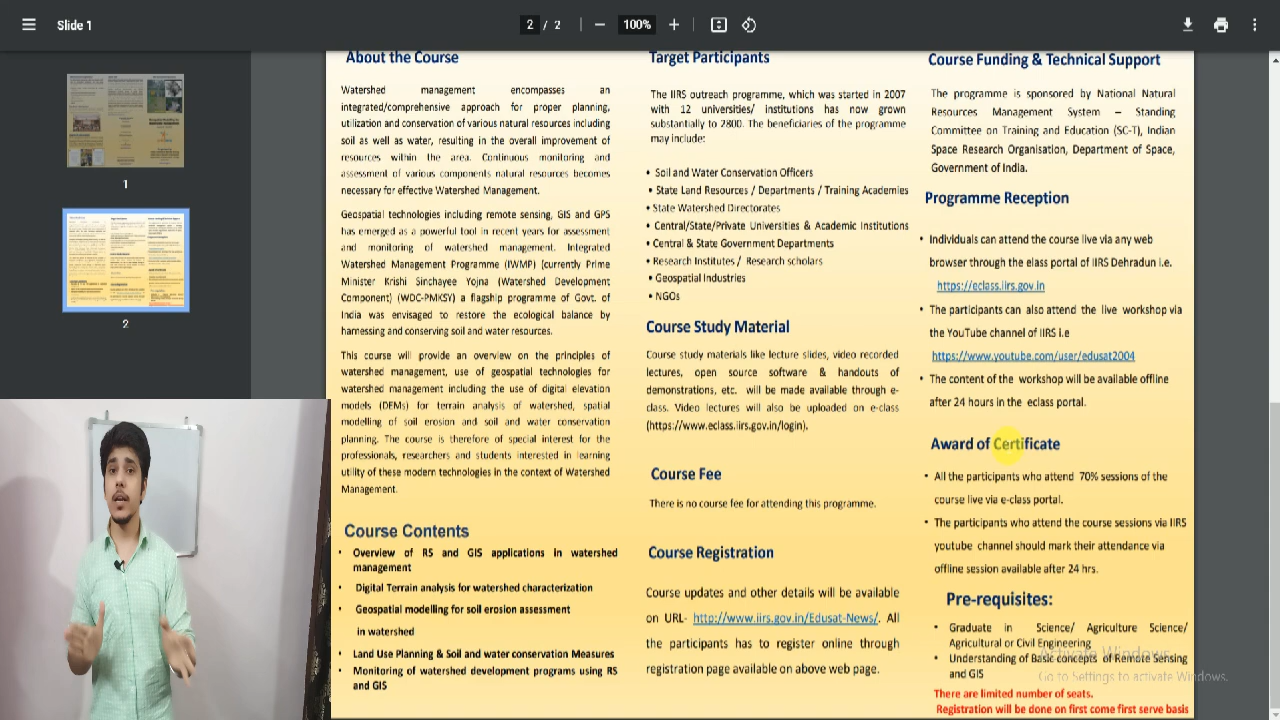 Slide 1
2 / 2
100%
1
2
About the Course
Watershed management encompasses an
integrated/comprehensive approach for proper planning,
utilization and conservation of various natural resources including
soil as well as water, resulting in the overall improvement of
resources within the area. Continuous monitoring and
assessment of various components natural resources becomes
necessary for effective Watershed Management.
Geospatial technologies including remote sensing, GIS and GPS
has emerged as a powerful tool in recent years for assessment
and monitoring of watershed management. Integrated
Watershed Management Programme (IWMP) (currently Prime
Minister Krishi Sinchayee Yojna (Watershed Development
Component) (WDC-PMKSY) a flagship programme of Govt. of
India was envisaged to restore the ecological balance by
harnessing and conserving soil and water resources.
This course will provide an overview on the principles of
watershed management, use of geospatial technologies for
watershed management including the use of digital elevation
models (DEMs) for terrain analysis of watershed, spatial
modelling of soil erosion and soil and water conservation
planning. The course is therefore of special interest for the
professionals, researchers and students interested in learning
utility of these modern technologies in the context of Watershed
Management.
Course Contents
• Overview of RS and GIS applications in watershed
management
• Digital Terrain analysis for watershed characterization
• Geospatial modelling for soil erosion assessment
in watershed
• Land Use Planning & Soil and water conservation Measures
• Monitoring of watershed development programs using RS
and GIS
Target Participants
The IIRS outreach programme, which was started in 2007
with 12 universities/ institutions has now grown
substantially to 2800. The beneficiaries of the programme
may include:
• Soil and Water Conservation Officers
• State Land Resources / Departments / Training Academies
• State Watershed Directorates
• Central/State/Private Universities & Academic Institutions
• Central & State Government Departments
• Research Institutes / Research scholars
• Geospatial Industries
• NGOs
Course Study Material
Course study materials like lecture slides, video recorded
lectures, open source software & handouts of
demonstrations, etc. will be made available through e-
class. Video lectures will also be uploaded on e-class
(https://www.eclass.iirs.gov.in/login).
Course Fee
There is no course fee for attending this programme.
Course Registration
Course updates and other details will be available
on URL- http://www.iirs.gov.in/Edusat-News/. All
the participants has to register online through
registration page available on above web page.
Course Funding & Technical Support
The programme is sponsored by National Natural
Resources Management System – Standing
Committee on Training and Education (SC-T), Indian
Space Research Organisation, Department of Space,
Government of India.
Programme Reception
• Individuals can attend the course live via any web
browser through the elass portal of IIRS Dehradun i.e.
https://eclass.iirs.gov.in
• The participants can also attend the live workshop via
the YouTube channel of IIRS i.e
https://www.youtube.com/user/edusat2004
• The content of the workshop will be available offline
after 24 hours in the eclass portal.
Award of Certificate
• All the participants who attend 70% sessions of the
course live via e-class portal.
• The participants who attend the course sessions via IIRS
youtube channel should mark their attendance via
offline session available after 24 hrs.
Pre-requisites:
• Graduate in Science/ Agriculture Science/
Agricultural or Civil Engineering
• Understanding of Basic concepts of Remote Sensing
and GIS
There are limited number of seats.
Registration will be done on first come first serve basis
Activate Windows
Go to Settings to activate Windows.